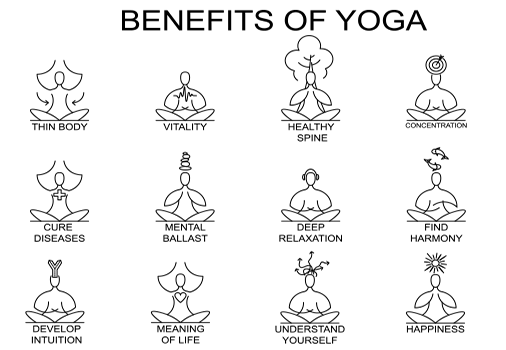 BENEFITS OF YOGA
THIN BODY
VITALITY
HEALTHY
SPINE
CONCENTRATION
CURE
DISEASES
MENTAL
BALLAST
DEEP
RELAXATION
FIND
HARMONY
DEVELOP
INTUITION
MEANING
OF LIFE
UNDERSTAND
YOURSELF
HAPPINESS